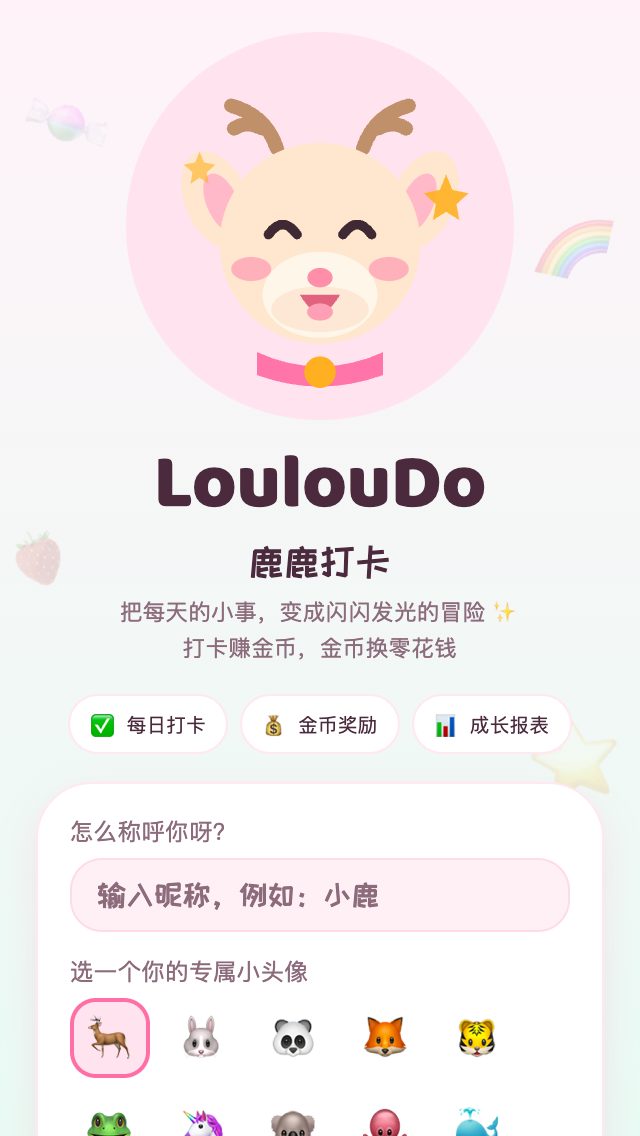 LoulouDo
鹿鹿打卡
把每天的小事，变成闪闪发光的冒险 ✨
打卡赚金币，金币换零花钱
✅ 每日打卡
💰 金币奖励
📊 成长报表
怎么称呼你呀?
输入昵称，例如：小鹿
选一个你的专属小头像